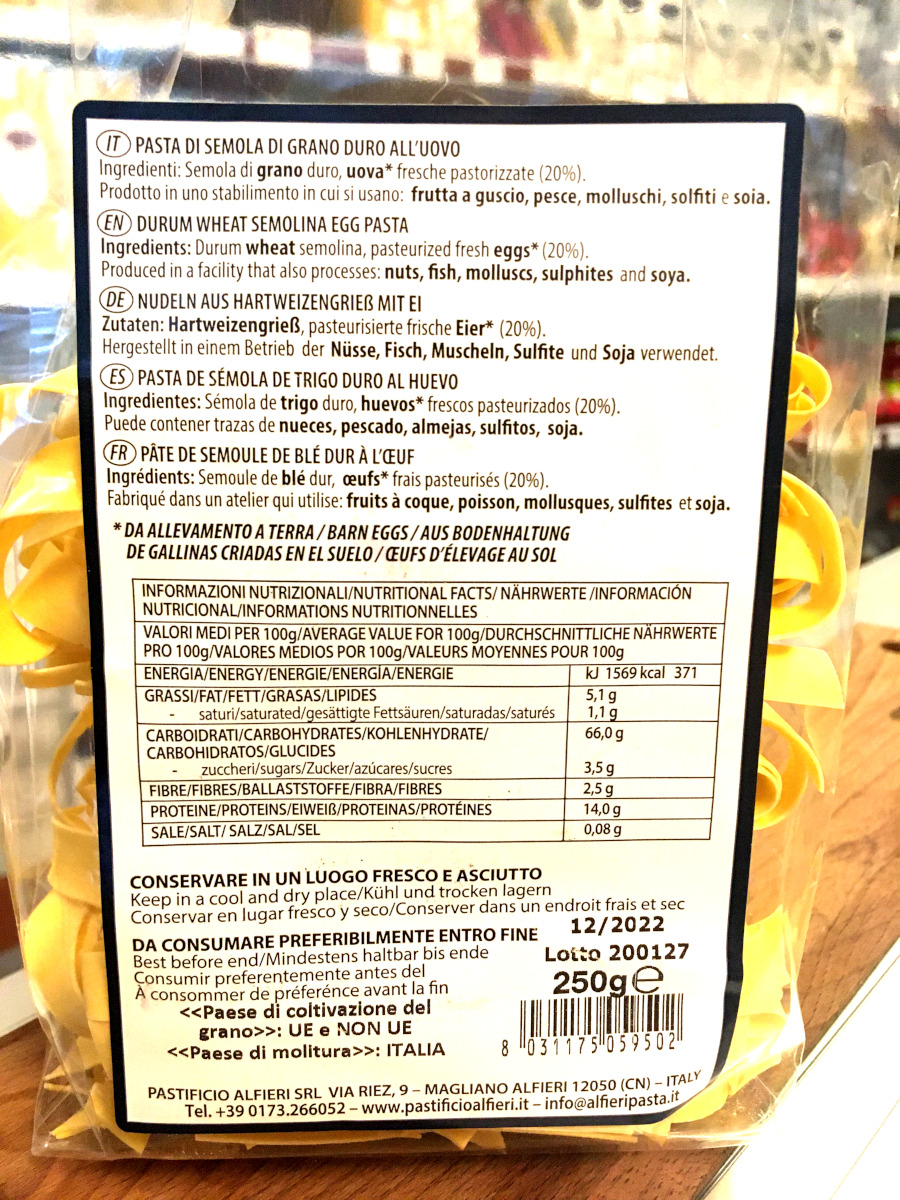 IT PASTA DI SEMOLA DI GRANO DURO ALL'UOVO
Ingredienti: Semola di grano duro, uova* fresche pastorizzate (20%).
Prodotto in uno stabilimento in cui si usano: frutta a guscio, pesce, molluschi, solfiti e soia.
EN DURUM WHEAT SEMOLINA EGG PASTA
Ingredients: Durum wheat semolina, pasteurized fresh eggs* (20%).
Produced in a facility that also processes: nuts, fish, molluscs, sulphites and soya.
DE NUDELN AUS HARTWEIZENGRIEß MIT EI
Zutaten: Hartweizengrieß, pasteurisierte frische Eier* (20%).
Hergestellt in einem Betrieb der Nüsse, Fisch, Muscheln, Sulfite und Soja verwendet.
ES PASTA DE SÉMOLA DE TRIGO DURO AL HUEVO
Ingredientes: Sémola de trigo duro, huevos* frescos pasteurizados (20%).
Puede contener trazas de nueces, pescado, almejas, sulfitos, soja.
FR PÂTE DE SEMOULE DE BLÉ DUR À L'ŒUF
Ingrédients: Semoule de blé dur, œufs* frais pasteurisés (20%).
Fabriqué dans un atelier qui utilise: fruits à coque, poisson, mollusques, sulfites et soja.
* DA ALLEVAMENTO A TERRA / BARN EGGS / AUS BODENHALTUNG
DE GALLINAS CRIADAS EN EL SUELO / ŒUFS D'ÉLEVAGE AU SOL
INFORMAZIONI NUTRIZIONALI/NUTRITIONAL FACTS/ NÄHRWERTE /INFORMACIÓN
NUTRICIONAL/INFORMATIONS NUTRITIONNELLES
VALORI MEDI PER 100g/AVERAGE VALUE FOR 100g/DURCHSCHNITTLICHE NÄHRWERTE
PRO 100g/VALORES MEDIOS POR 100g/VALEURS MOYENNES POUR 100g
ENERGIA/ENERGY/ENERGIE/ENERGÍA/ENERGIE kJ 1569 kcal 371
GRASSI/FAT/FETT/GRASAS/LIPIDES 5,1 g
- saturi/saturated/gesättigte Fettsäuren/saturadas/saturés 1,1 g
CARBOIDRATI/CARBOHYDRATES/KOHLENHYDRATE/ 66,0 g
CARBOHIDRATOS/GLUCIDES
- zuccheri/sugars/Zucker/azúcares/sucres 3,5 g
FIBRE/FIBRES/BALLASTSTOFFE/FIBRA/FIBRES 2,5 g
PROTEINE/PROTEINS/EIWEIß/PROTEINAS/PROTÉINES 14,0 g
SALE/SALT/ SALZ/SAL/SEL 0,08 g
CONSERVARE IN UN LUOGO FRESCO E ASCIUTTO
Keep in a cool and dry place/Kühl und trocken lagern
Conservar en lugar fresco y seco/Conserver dans un endroit frais et sec
DA CONSUMARE PREFERIBILMENTE ENTRO FINE 12/2022
Best before end/Mindestens haltbar bis ende Lotto 200127
Consumir preferentemente antes del 250g e
À consommer de préférénce avant la fin
<<Paese di coltivazione del
grano>>: UE e NON UE
<<Paese di molitura>>: ITALIA
8 031175 059502
PASTIFICIO ALFIERI SRL VIA RIEZ, 9 – MAGLIANO ALFIERI 12050 (CN) – ITALY
Tel. +39 0173.266052 – www.pastificioalfieri.it – info@alfieripasta.it